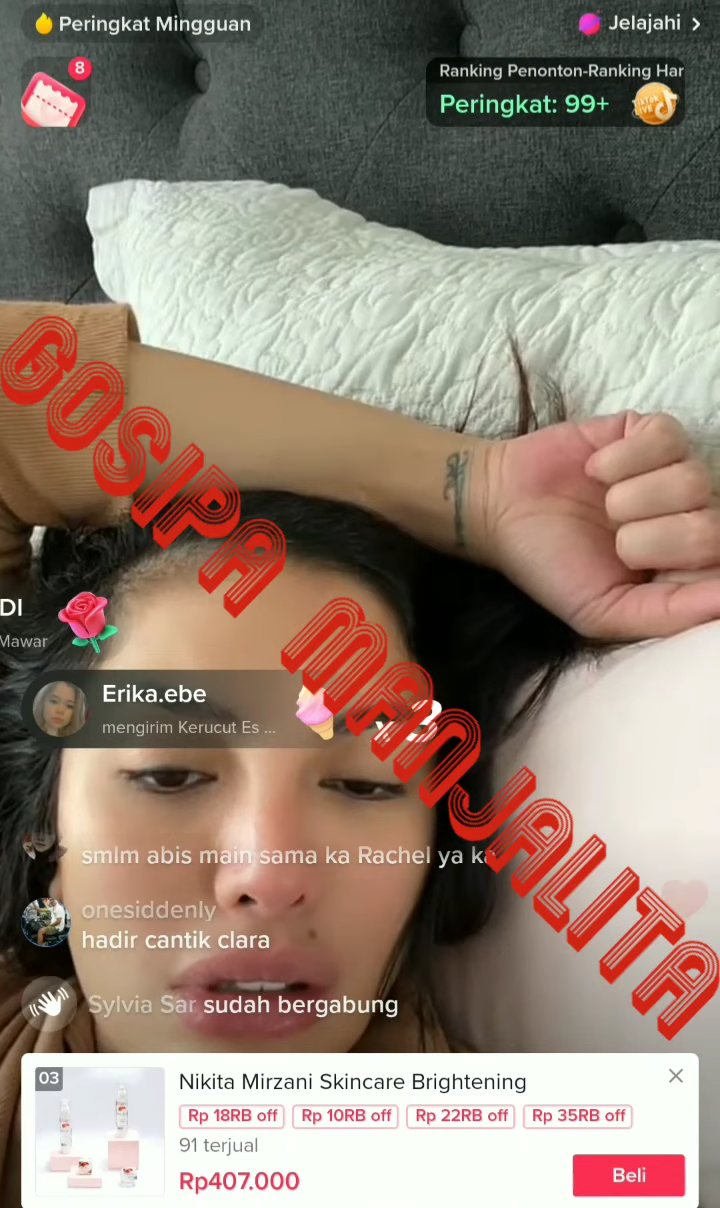 Peringkat Mingguan
Jelajahi
8
Ranking Penonton-Ranking Har
Peringkat: 99+
TikTok LIVE
GOSIPA MANJALITA
DI
Mawar
Erika.ebe
mengirim Kerucut Es ...
smlm abis main sama ka Rachel ya ka
onesiddenly
hadir cantik clara
Sylvia Sar sudah bergabung
03
Nikita Mirzani Skincare Brightening
Rp 18RB off
Rp 10RB off
Rp 22RB off
Rp 35RB off
91 terjual
Rp407.000
Beli